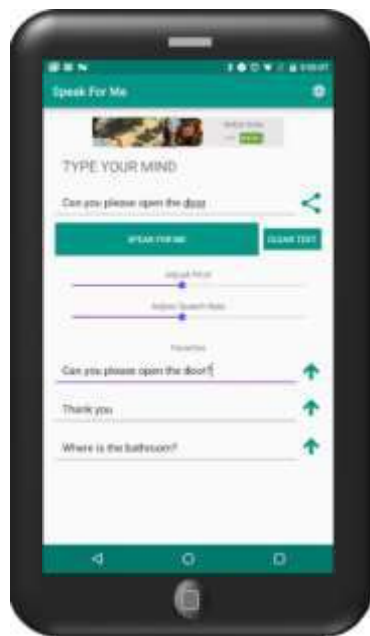 Speak For Me
TYPE YOUR MIND
Can you please open the door
SPEAK FOR ME
CLEAR TEXT
Adjust Pitch
Adjust Speech Rate
Favorites
Can you please open the door?
Thank you
Where is the bathroom?